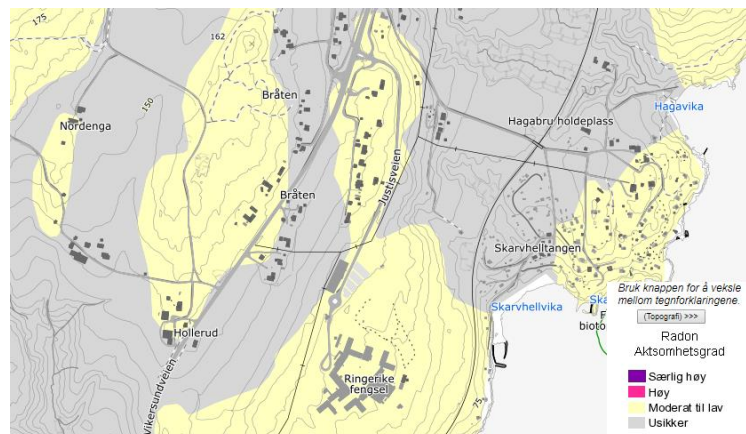 175
162
150
Bråten
Nordenga
Hagavika
Hagabru holdeplass
Bråten
Justisveien
Skarvhelltangen
Skarvhellvika
Hollerud
Vikersundveien
Ringerike
fengsel
75
Bruk knappen for å veksle
mellom tegnforklaringene.
(Topografi) >>>
Radon
Aktsomhetsgrad
Særlig høy
Høy
Moderat til lav
Usikker